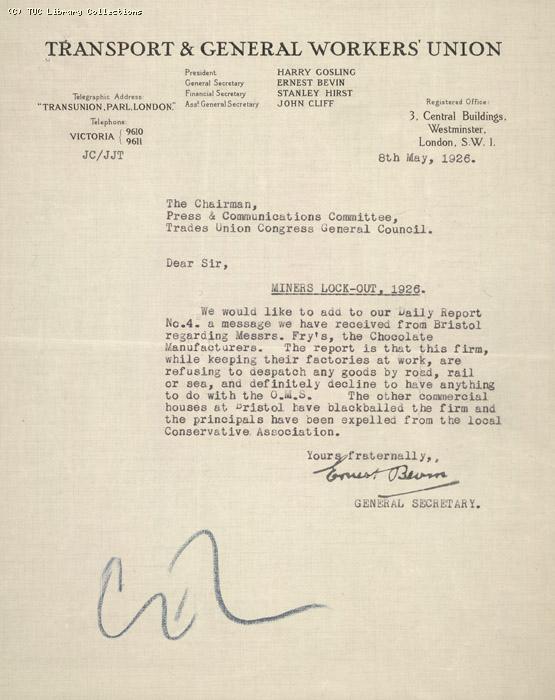 (C) TUC Library Collections
TRANSPORT & GENERAL WORKERS' UNION
President HARRY GOSLING
General Secretary ERNEST BEVIN
Financial Secretary STANLEY HIRST
Asst General Secretary JOHN CLIFF
Telegraphic Address:
"TRANSUNION, PARL, LONDON."
Telephone:
VICTORIA { 9610
9611
JC/JJT
Registered Office:
3, Central Buildings,
Westminster,
London, S.W. 1.
8th May, 1926.
The Chairman,
Press & Communications Committee,
Trades Union Congress General Council.
Dear Sir,
MINERS LOCK-OUT, 1926.
We would like to add to our Daily Report
No.4. a message we have received from Bristol
regarding Messrs. Fry's, the Chocolate
Manufacturers. The report is that this firm,
while keeping their factories at work, are
refusing to despatch any goods by road, rail
or sea, and definitely decline to have anything
to do with the O.M.S. The other commercial
houses at Bristol have blackballed the firm and
the principals have been expelled from the local
Conservative Association.
Yours fraternally,,
Ernest Bevin
GENERAL SECRETARY.